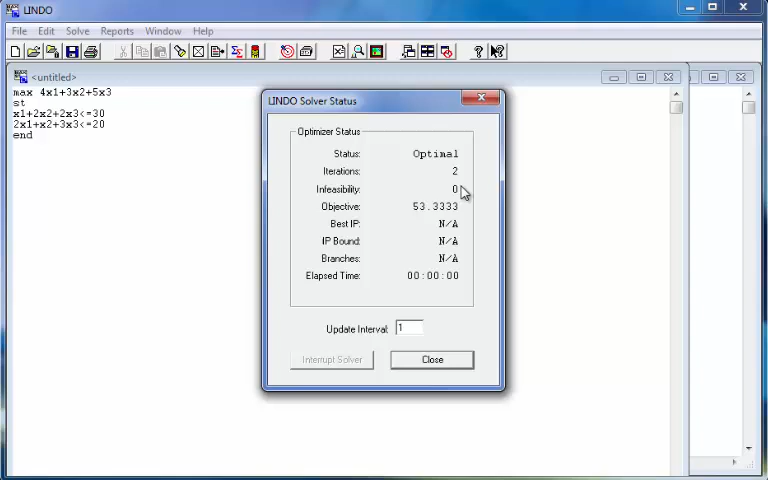 LINDO
File Edit Solve Reports Window Help
<untitled>
max 4x1+3x2+5x3
st
x1+2x2+2x3<=30
2x1+x2+3x3<=20
end
LINDO Solver Status
Optimizer Status
Status: Optimal
Iterations: 2
Infeasibility: 0
Objective: 53.3333
Best IP: N/A
IP Bound: N/A
Branches: N/A
Elapsed Time: 00:00:00
Update Interval: 1
Interrupt Solver Close